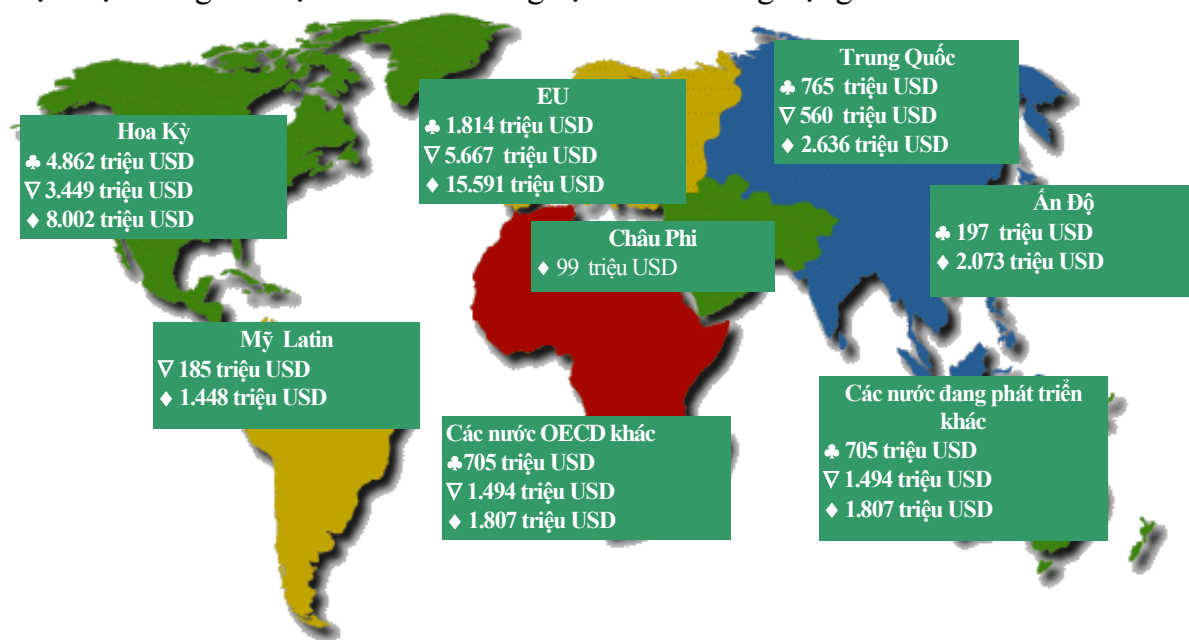 Hoa Kỳ
♣ 4.862 triệu USD
∇ 3.449 triệu USD
♦ 8.002 triệu USD
EU
♣ 1.814 triệu USD
∇ 5.667 triệu USD
♦ 15.591 triệu USD
Trung Quốc
♣ 765 triệu USD
∇ 560 triệu USD
♦ 2.636 triệu USD
Ấn Độ
♣ 197 triệu USD
♦ 2.073 triệu USD
Châu Phi
♦ 99 triệu USD
Mỹ Latin
∇ 185 triệu USD
♦ 1.448 triệu USD
Các nước OECD khác
♣705 triệu USD
∇ 1.494 triệu USD
♦ 1.807 triệu USD
Các nước đang phát triển
khác
♣ 705 triệu USD
∇ 1.494 triệu USD
♦ 1.807 triệu USD